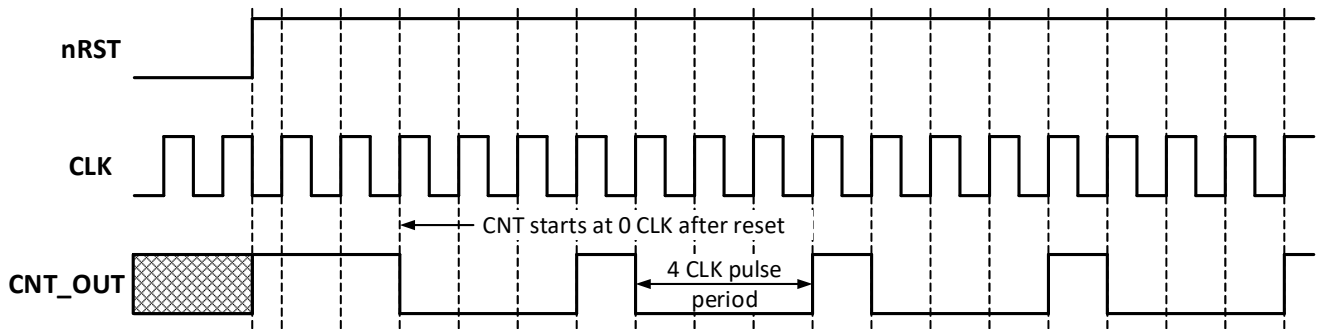 nRST
CLK
CNT starts at 0 CLK after reset
CNT_OUT
4 CLK pulse
period